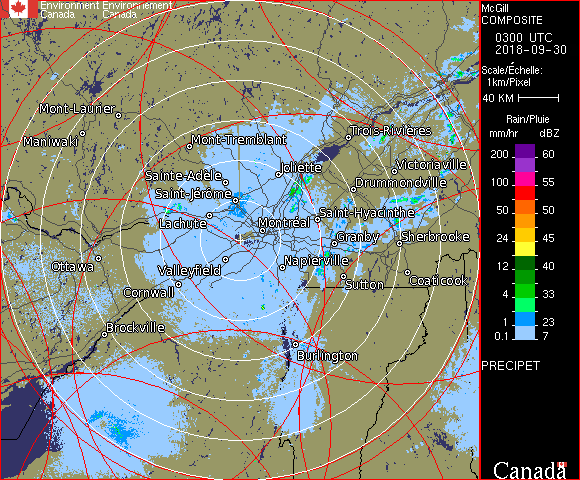 Environment Environnement
Canada Canada
McGill
COMPOSITE
0300 UTC
2018-09-30
Scale/Échelle:
1km/Pixel
40 KM
Rain/Pluie
mm/hr dBZ
200 60
100 55
50 50
24 45
12 40
4 33
1 23
0.1 7
PRECIPET
Canada
Mont-Laurier
Maniwaki
Mont-Tremblant
Trois-Rivières
Sainte-Adèle
Joliette
Victoriaville
Saint-Jérôme
Drummondville
Lachute
Montréal
Saint-Hyacinthe
Granby
Sherbrooke
Ottawa
Valleyfield
Napierville
Cornwall
Sutton
Coaticook
Brockville
Burlington